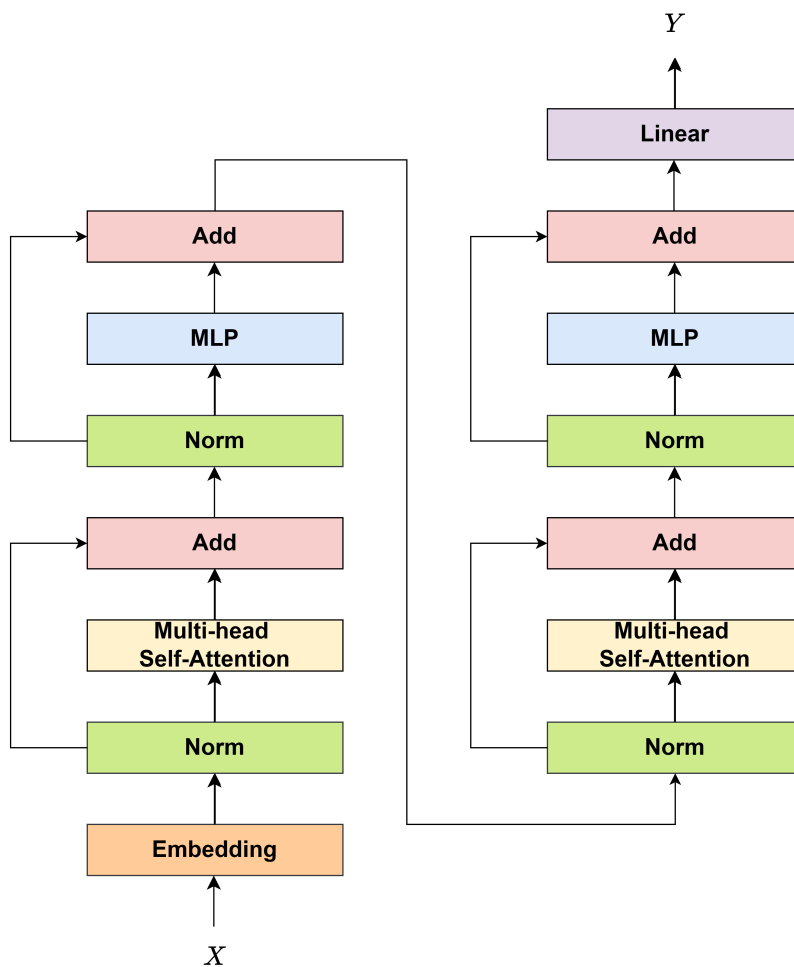 Y
Linear
Add
MLP
Norm
Add
Multi-head
Self-Attention
Norm
Add
MLP
Norm
Add
Multi-head
Self-Attention
Norm
Embedding
X